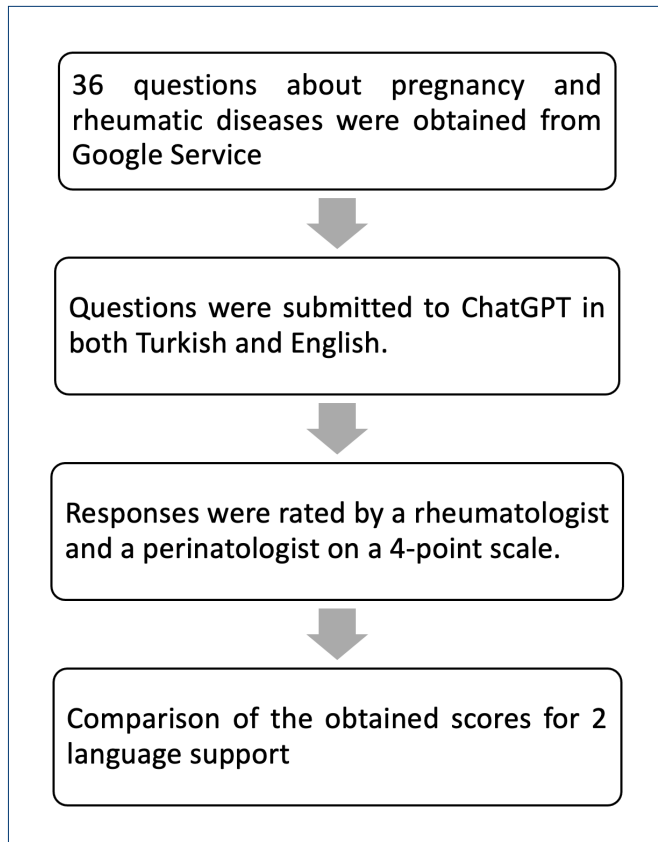 36 questions about pregnancy and
rheumatic diseases were obtained from
Google Service
Questions were submitted to ChatGPT in
both Turkish and English.
Responses were rated by a rheumatologist
and a perinatologist on a 4-point scale.
Comparison of the obtained scores for 2
language support